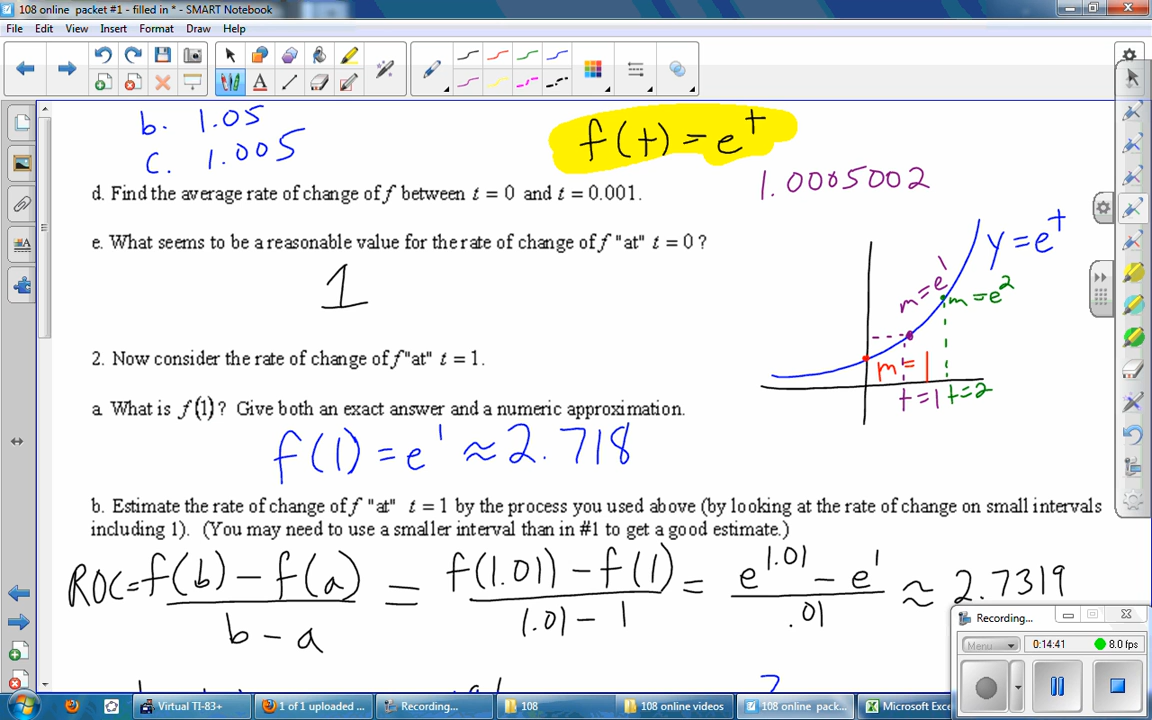 108 online packet #1 - filled in * - SMART Notebook
File Edit View Insert Format Draw Help
b. 1.05
c. 1.005
f(t) = e^t
1.0005002
d. Find the average rate of change of f between t = 0 and t = 0.001.
e. What seems to be a reasonable value for the rate of change of f "at" t = 0 ?
1
y = e^t
m = e^1
m = e^2
m = 1
t = 1 t = 2
2. Now consider the rate of change of f "at" t = 1.
a. What is f(1)? Give both an exact answer and a numeric approximation.
f(1) = e^1 ≈ 2.718
b. Estimate the rate of change of f "at" t = 1 by the process you used above (by looking at the rate of change on small intervals
including 1). (You may need to use a smaller interval than in #1 to get a good estimate.)
ROC = f(b) - f(a) / b - a = f(1.01) - f(1) / 1.01 - 1 = e^1.01 - e^1 / .01 ≈ 2.7319
Recording...
Menu
0:14:41
8.0 fps
Virtual TI-83+
1 of 1 uploaded ...
Recording...
108
108 online videos
108 online pack...
Microsoft Exce